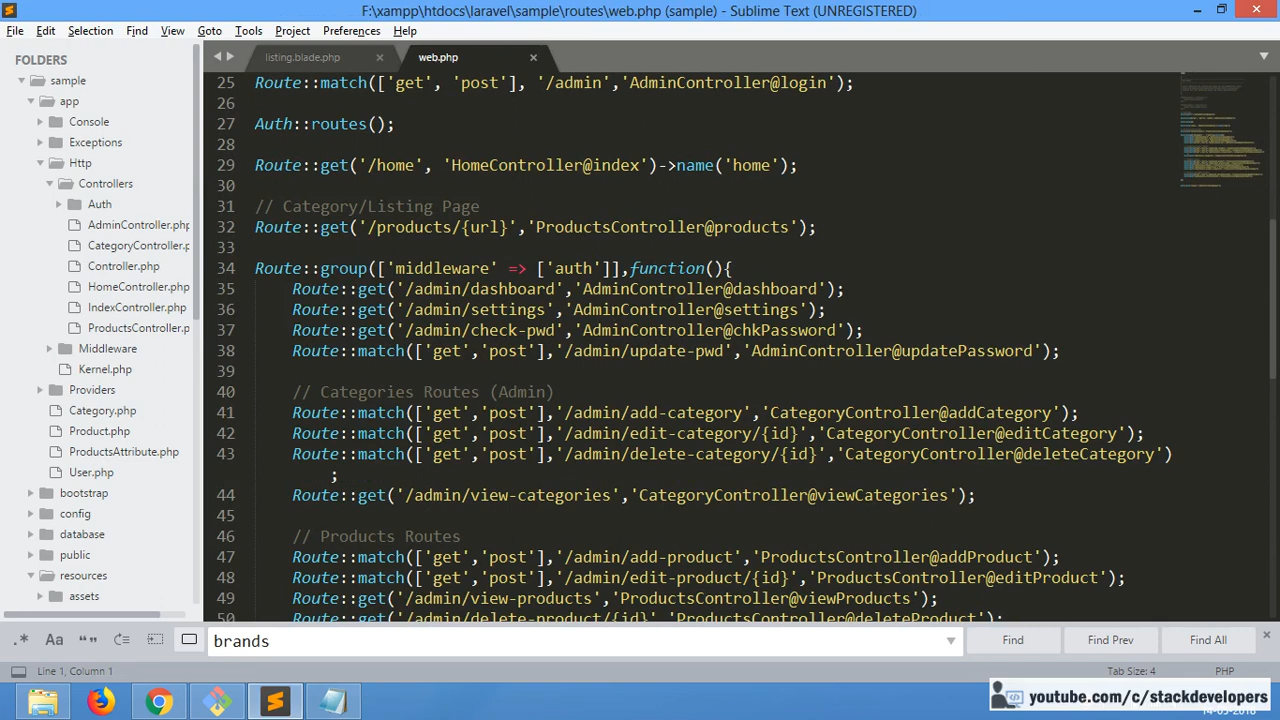 F:\xampp\htdocs\laravel\sample\routes\web.php (sample) - Sublime Text (UNREGISTERED)
File Edit Selection Find View Goto Tools Project Preferences Help
FOLDERS
sample
app
Console
Exceptions
Http
Controllers
Auth
AdminController.php
CategoryController.p
Controller.php
HomeController.php
IndexController.php
ProductsController.p
Middleware
Kernel.php
Providers
Category.php
Product.php
ProductsAttribute.php
User.php
bootstrap
config
database
public
resources
assets
listing.blade.php
web.php
25 Route::match(['get', 'post'], '/admin','AdminController@login');
26
27 Auth::routes();
28
29 Route::get('/home', 'HomeController@index')->name('home');
30
31 // Category/Listing Page
32 Route::get('/products/{url}','ProductsController@products');
33
34 Route::group(['middleware' => ['auth']],function(){
35 Route::get('/admin/dashboard','AdminController@dashboard');
36 Route::get('/admin/settings','AdminController@settings');
37 Route::get('/admin/check-pwd','AdminController@chkPassword');
38 Route::match(['get','post'],'/admin/update-pwd','AdminController@updatePassword');
39
40 // Categories Routes (Admin)
41 Route::match(['get','post'],'/admin/add-category','CategoryController@addCategory');
42 Route::match(['get','post'],'/admin/edit-category/{id}','CategoryController@editCategory');
43 Route::match(['get','post'],'/admin/delete-category/{id}','CategoryController@deleteCategory')
;
44 Route::get('/admin/view-categories','CategoryController@viewCategories');
45
46 // Products Routes
47 Route::match(['get','post'],'/admin/add-product','ProductsController@addProduct');
48 Route::match(['get','post'],'/admin/edit-product/{id}','ProductsController@editProduct');
49 Route::get('/admin/view-products','ProductsController@viewProducts');
50 Route::get('/admin/delete-product/{id}','ProductsController@deleteProduct');
.* Aa “” brands Find Find Prev Find All
Line 1, Column 1 Tab Size: 4 PHP
youtube.com/c/stackdevelopers